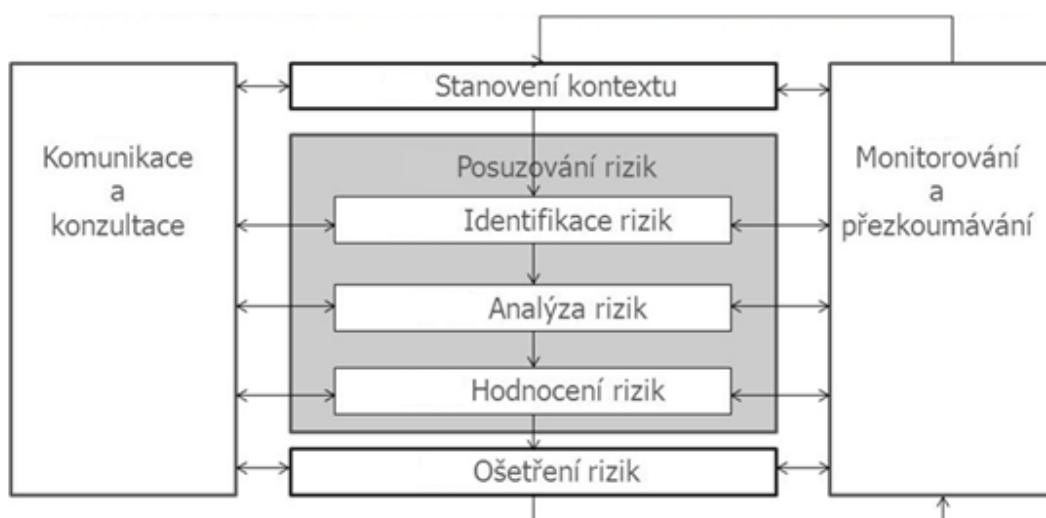 Stanovení kontextu
Komunikace
a
konzultace
Posuzování rizik
Identifikace rizik
Analýza rizik
Hodnocení rizik
Ošetření rizik
Monitorování
a
přezkoumávání